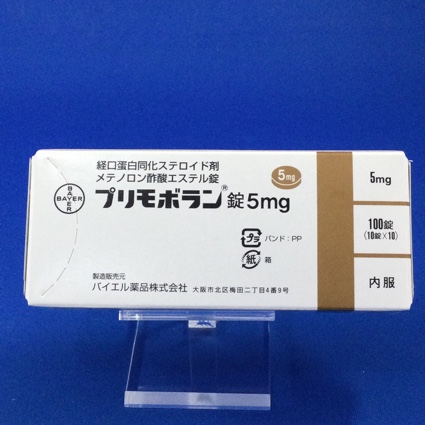 経口蛋白同化ステロイド剤
メテノロン酢酸エステル錠
プリモボラン®錠5mg
5mg
BAYER
BAYER
プラ バンド：PP
紙 箱
製造販売元
バイエル薬品株式会社 大阪市北区梅田二丁目4番9号
5mg
100錠
(10錠×10)
内服